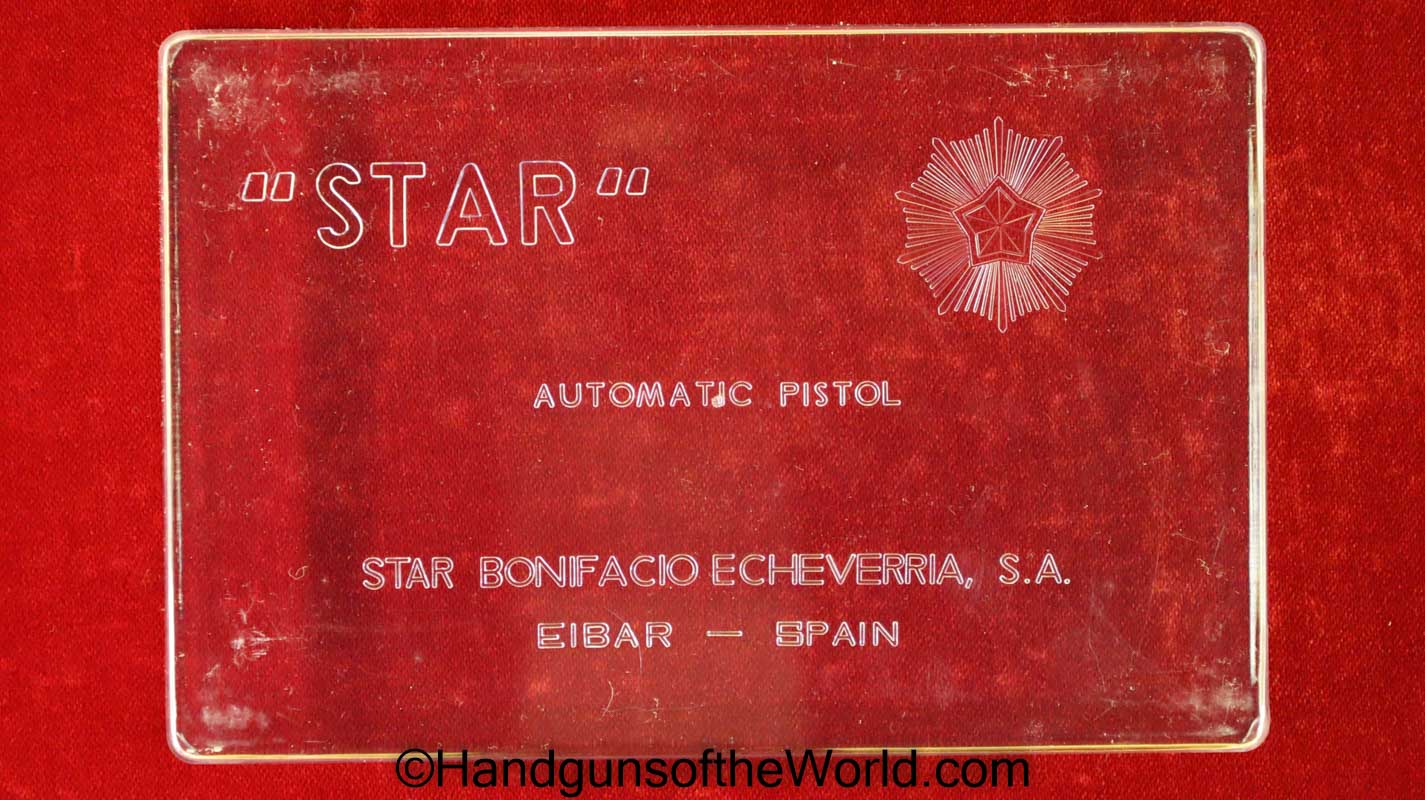 "STAR"
AUTOMATIC PISTOL
STAR BONIFACIO ECHEVERRIA, S.A.
EIBAR — SPAIN
©HandgunsoftheWorld.com